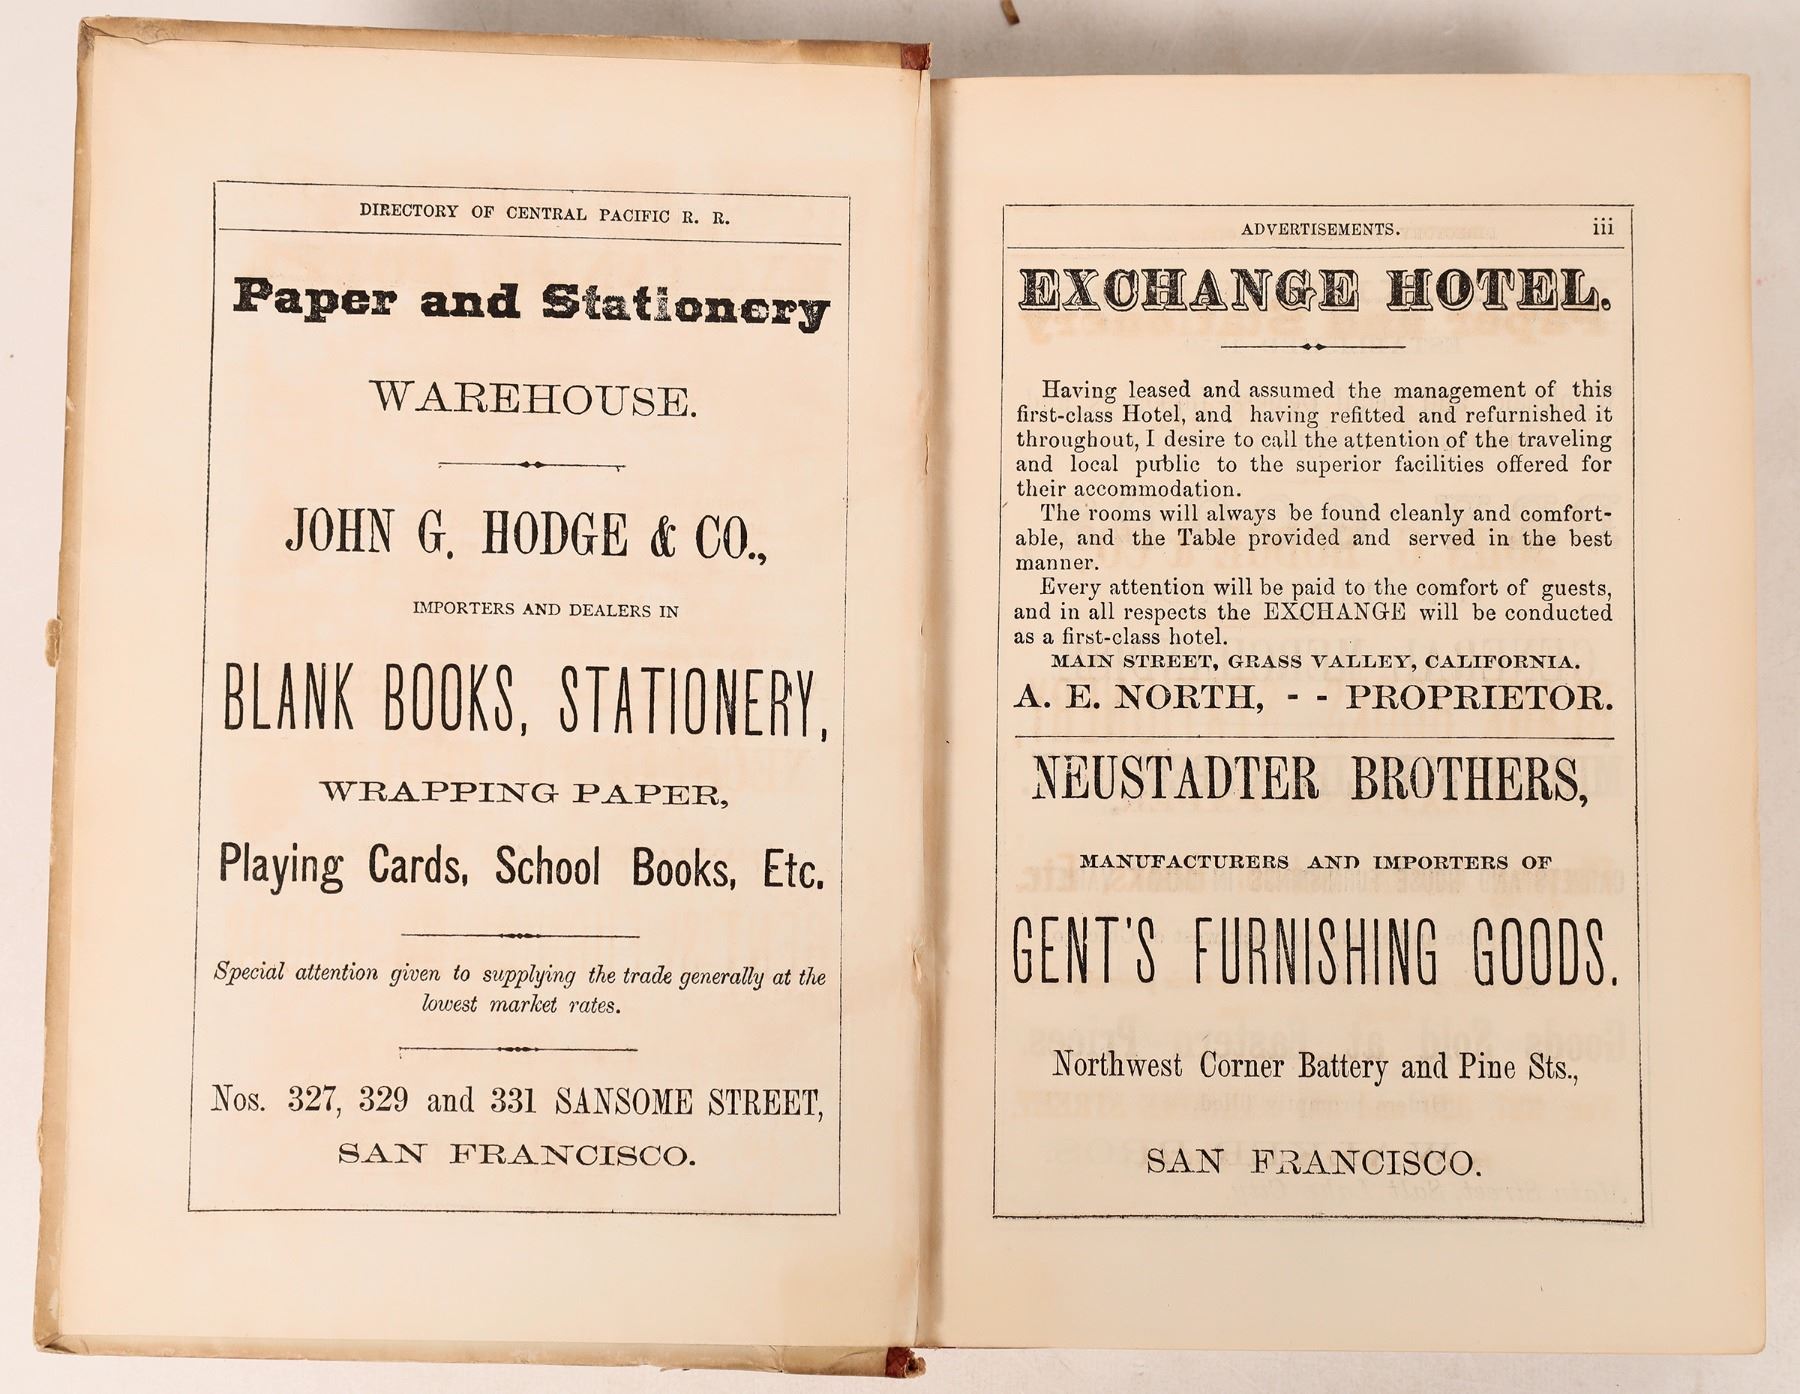 DIRECTORY OF CENTRAL PACIFIC R. R.
Paper and Stationery
WAREHOUSE.
JOHN G. HODGE & CO.,
IMPORTERS AND DEALERS IN
BLANK BOOKS, STATIONERY,
WRAPPING PAPER,
Playing Cards, School Books, Etc.
Special attention given to supplying the trade generally at the
lowest market rates.
Nos. 327, 329 and 331 SANSOME STREET,
SAN FRANCISCO.
ADVERTISEMENTS. iii
EXCHANGE HOTEL.
Having leased and assumed the management of this
first-class Hotel, and having refitted and refurnished it
throughout, I desire to call the attention of the traveling
and local public to the superior facilities offered for
their accommodation.
The rooms will always be found cleanly and comfort-
able, and the Table provided and served in the best
manner.
Every attention will be paid to the comfort of guests,
and in all respects the EXCHANGE will be conducted
as a first-class hotel.
MAIN STREET, GRASS VALLEY, CALIFORNIA.
A. E. NORTH, - - PROPRIETOR.
NEUSTADTER BROTHERS,
MANUFACTURERS AND IMPORTERS OF
GENT'S FURNISHING GOODS.
Northwest Corner Battery and Pine Sts.,
SAN FRANCISCO.